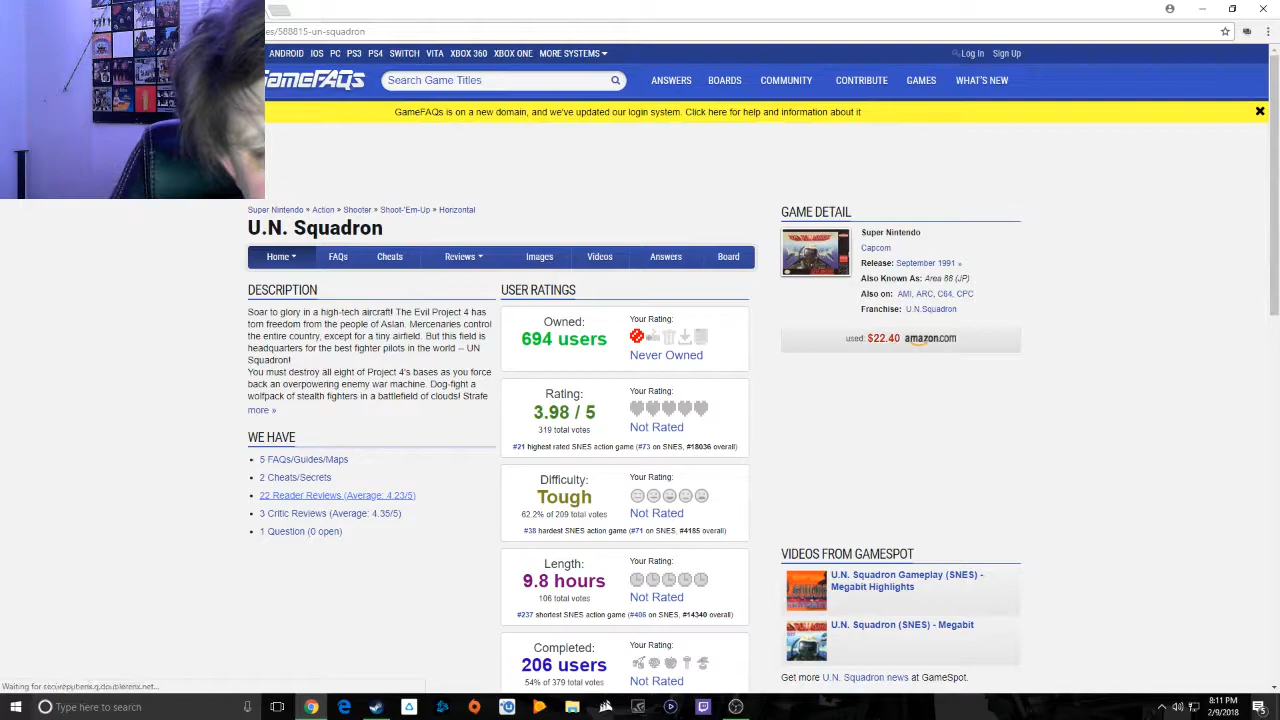 es/588815-un-squadron
ANDROID IOS PC PS3 PS4 SWITCH VITA XBOX 360 XBOX ONE MORE SYSTEMS
Log In Sign Up
GameFAQs
Search Game Titles
ANSWERS BOARDS COMMUNITY CONTRIBUTE GAMES WHAT'S NEW
GameFAQs is on a new domain, and we've updated our login system. Click here for help and information about it
Super Nintendo » Action » Shooter » Shoot-'Em-Up » Horizontal
U.N. Squadron
Home FAQs Cheats Reviews Images Videos Answers Board
DESCRIPTION
Soar to glory in a high-tech aircraft! The Evil Project 4 has
torn freedom from the people of Aslan. Mercenaries control
the entire country, except for a tiny airfield. But this field is
headquarters for the best fighter pilots in the world -- UN
Squadron!
You must destroy all eight of Project 4's bases as you force
back an overpowering enemy war machine. Dog-fight a
wolfpack of stealth fighters in a battlefield of clouds! Strafe
more »
WE HAVE
5 FAQs/Guides/Maps
2 Cheats/Secrets
22 Reader Reviews (Average: 4.23/5)
3 Critic Reviews (Average: 4.35/5)
1 Question (0 open)
USER RATINGS
Owned:
694 users
Your Rating:
Never Owned
Rating:
3.98 / 5
319 total votes
Your Rating:
Not Rated
#21 highest rated SNES action game (#73 on SNES, #18036 overall)
Difficulty:
Tough
62.2% of 209 total votes
Your Rating:
Not Rated
#38 hardest SNES action game (#71 on SNES, #4185 overall)
Length:
9.8 hours
106 total votes
Your Rating:
Not Rated
#237 shortest SNES action game (#406 on SNES, #14340 overall)
Completed:
206 users
54% of 379 total votes
Your Rating:
Not Rated
GAME DETAIL
Super Nintendo
Capcom
Release: September 1991 »
Also Known As: Area 88 (JP)
Also on: AMI, ARC, C64, CPC
Franchise: U.N.Squadron
used: $22.40 amazon.com
VIDEOS FROM GAMESPOT
U.N. Squadron Gameplay (SNES) -
Megabit Highlights
U.N. Squadron (SNES) - Megabit
Get more U.N. Squadron news at GameSpot.
Waiting for securepubads.g.doubleclick.net...
Type here to search
8:11 PM
2/9/2018